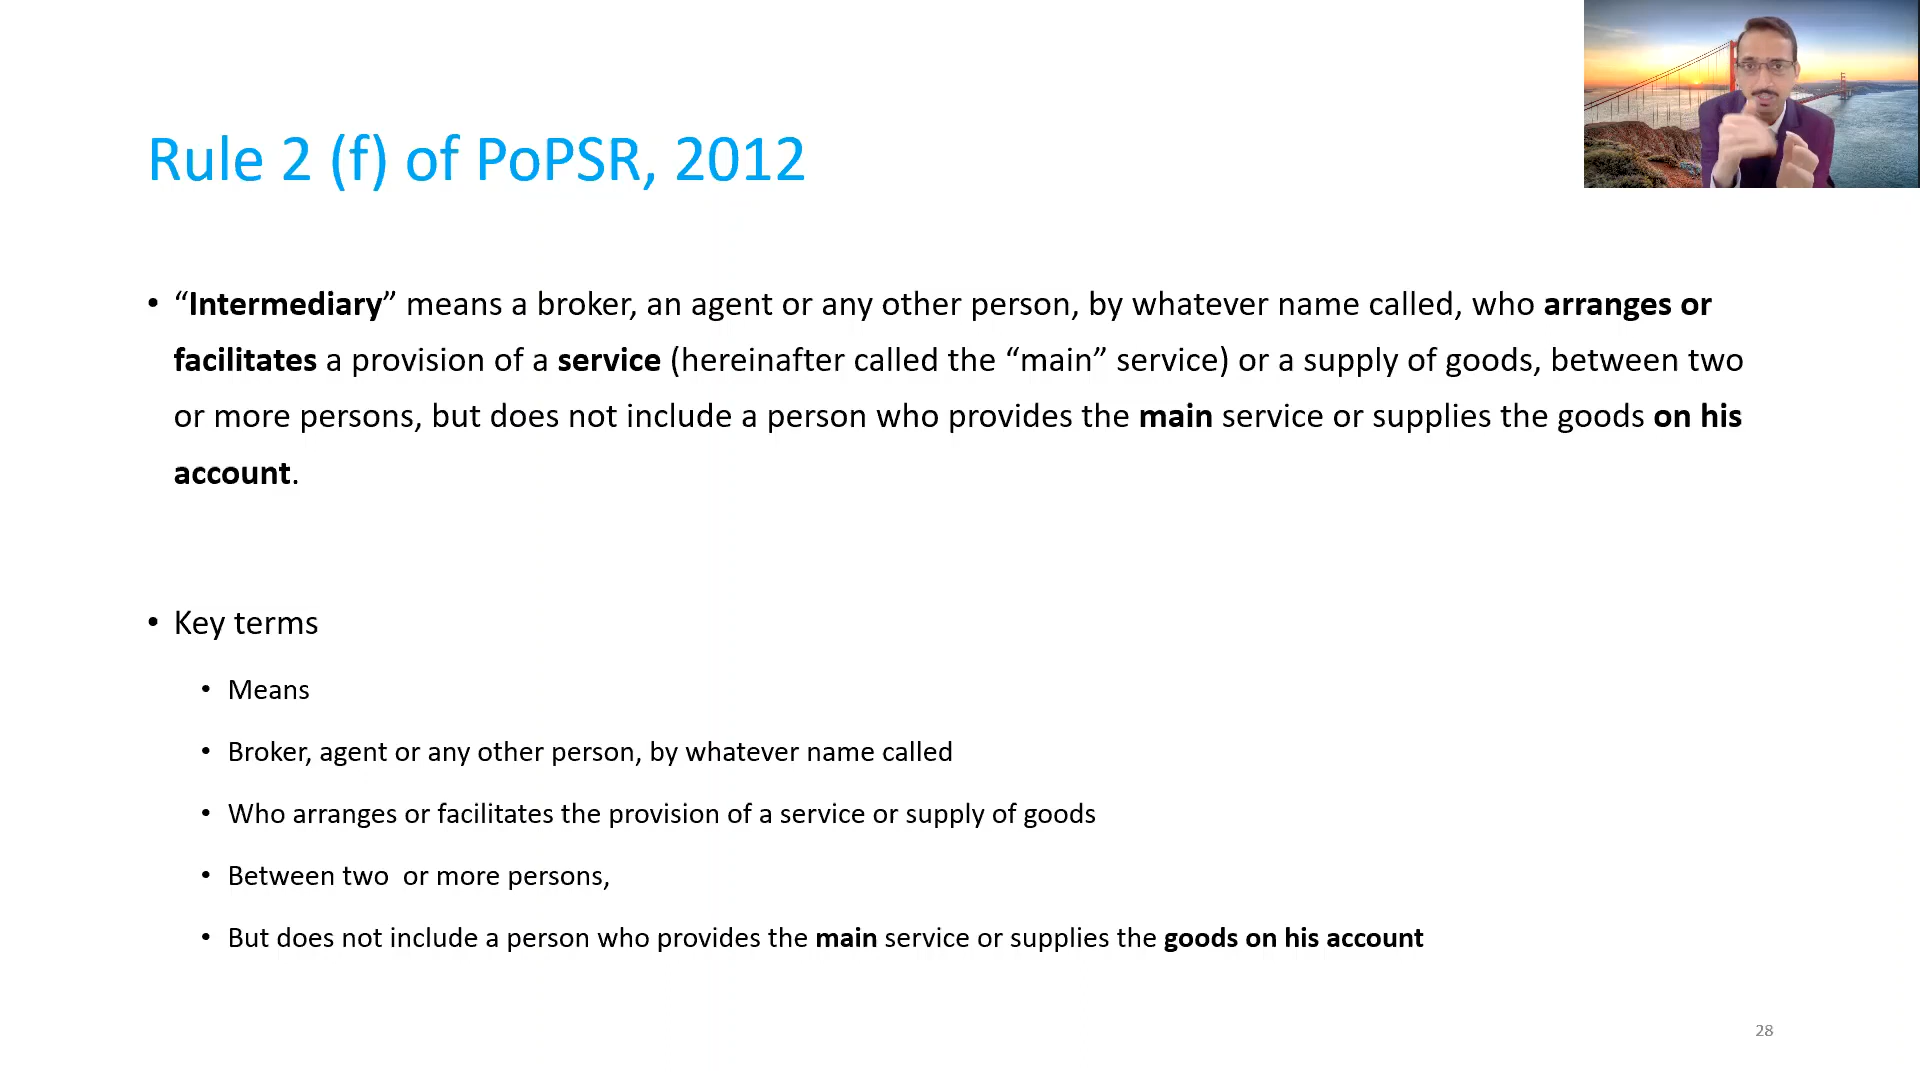 Rule 2 (f) of PoPSR, 2012
• “Intermediary” means a broker, an agent or any other person, by whatever name called, who arranges or
facilitates a provision of a service (hereinafter called the “main” service) or a supply of goods, between two
or more persons, but does not include a person who provides the main service or supplies the goods on his
account.
• Key terms
• Means
• Broker, agent or any other person, by whatever name called
• Who arranges or facilitates the provision of a service or supply of goods
• Between two  or more persons,
• But does not include a person who provides the main service or supplies the goods on his account
28